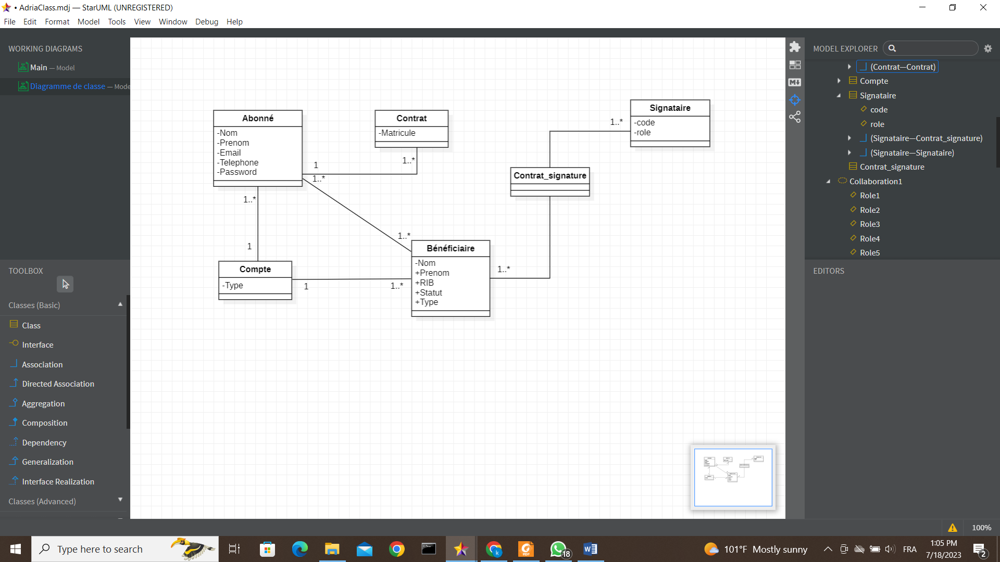 • AdriaClass.mdj — StarUML (UNREGISTERED)
File Edit Format Model Tools View Window Debug Help
WORKING DIAGRAMS
Main — Model
Diagramme de classe — Mode
TOOLBOX
Classes (Basic)
Class
Interface
Association
Directed Association
Aggregation
Composition
Dependency
Generalization
Interface Realization
Classes (Advanced)
Abonné
-Nom
-Prenom
-Email
-Telephone
-Password
Contrat
-Matricule
1
1..*
1..*
1..*
1..*
1
Compte
-Type
1
1..*
Bénéficiaire
-Nom
+Prenom
+RIB
+Statut
+Type
1..*
Contrat_signature
1..*
Signataire
-code
-role
M
MODEL EXPLORER
(Contrat—Contrat)
Compte
Signataire
code
role
(Signataire—Contrat_signature)
(Signataire—Signataire)
Contrat_signature
Collaboration1
Role1
Role2
Role3
Role4
Role5
EDITORS
100%
Type here to search
k
PDF
18
W
101°F Mostly sunny
FRA
1:05 PM
7/18/2023
2